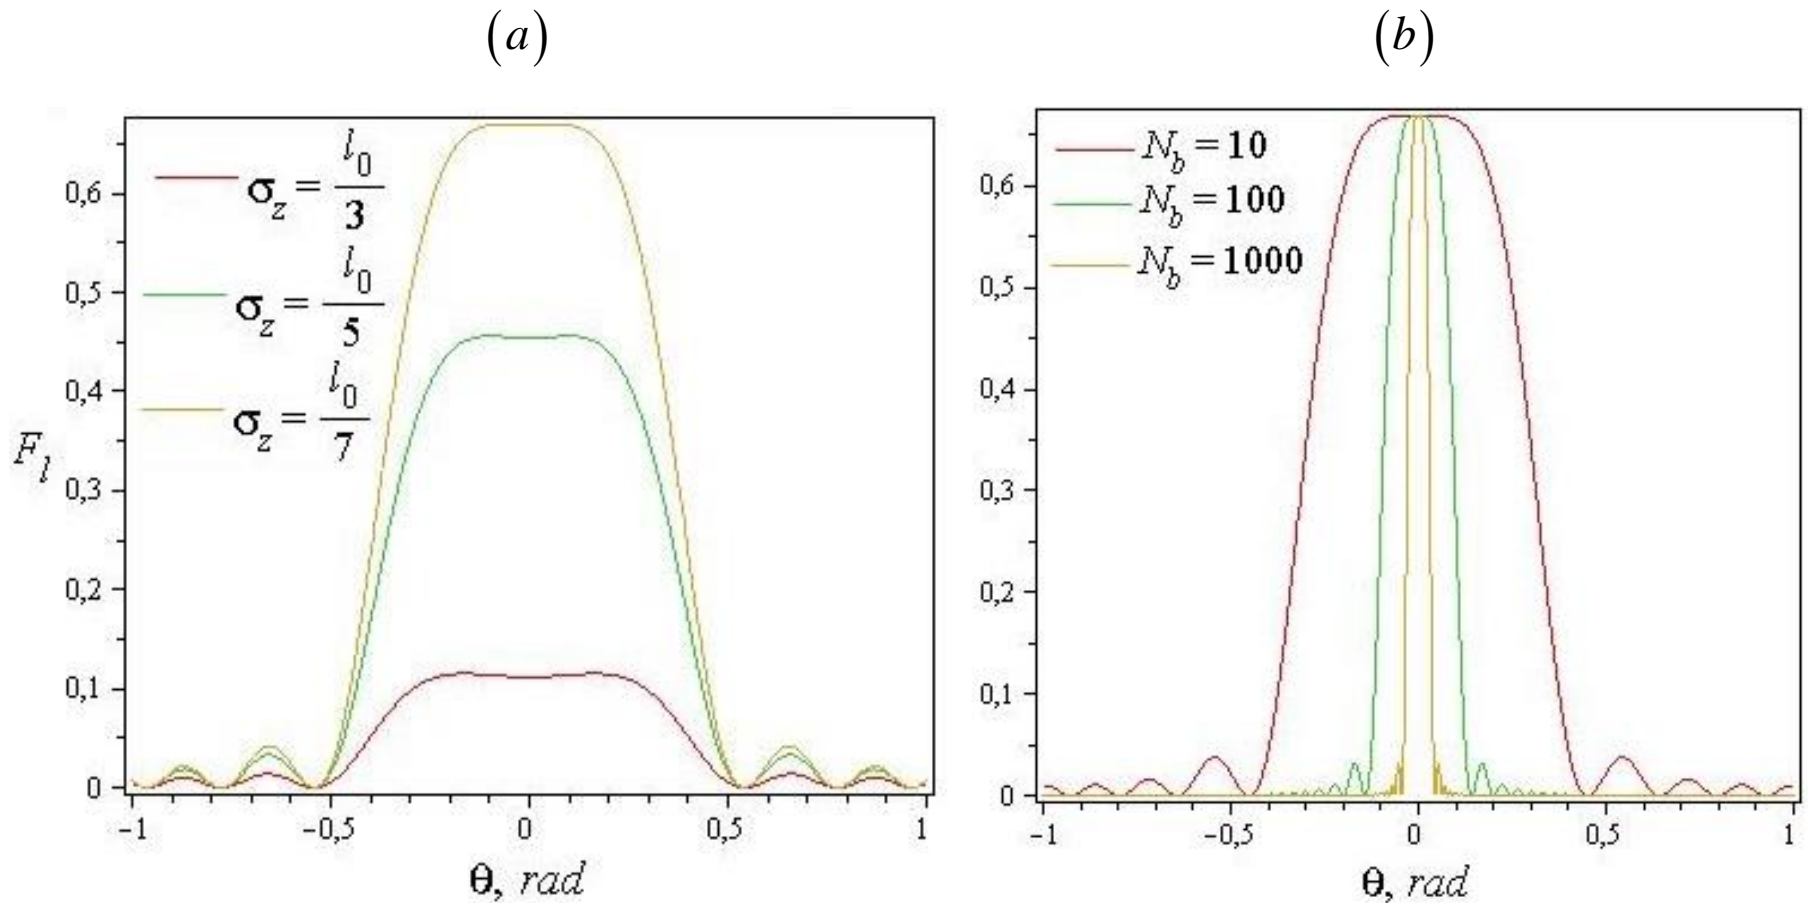 (a)
(b)
σz = l0/3
σz = l0/5
σz = l0/7
Fl
0,6
0,5
0,4
0,3
0,2
0,1
0
−1
−0,5
0
0,5
1
θ, rad
Nb = 10
Nb = 100
Nb = 1000
0,6
0,5
0,4
0,3
0,2
0,1
0
−1
−0,5
0
0,5
1
θ, rad